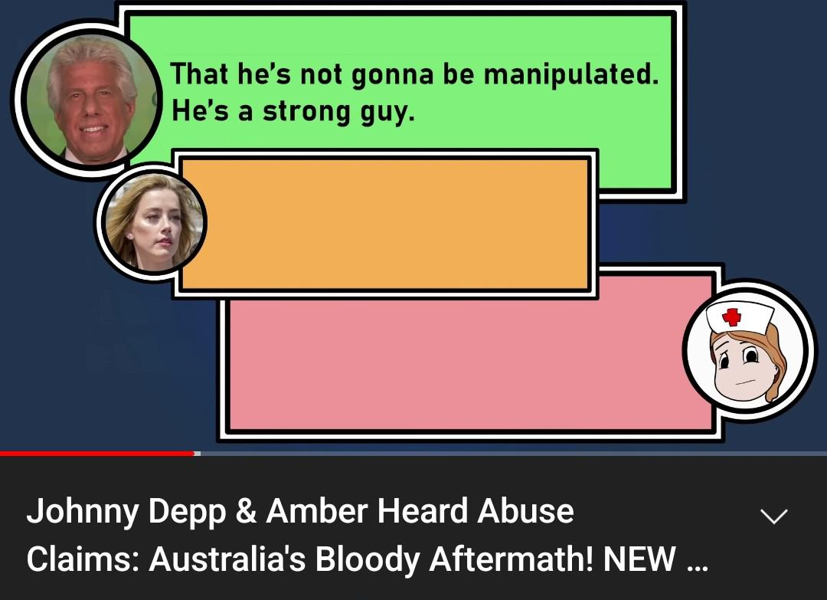 That he's not gonna be manipulated.
He's a strong guy.
Johnny Depp & Amber Heard Abuse
Claims: Australia's Bloody Aftermath! NEW ...